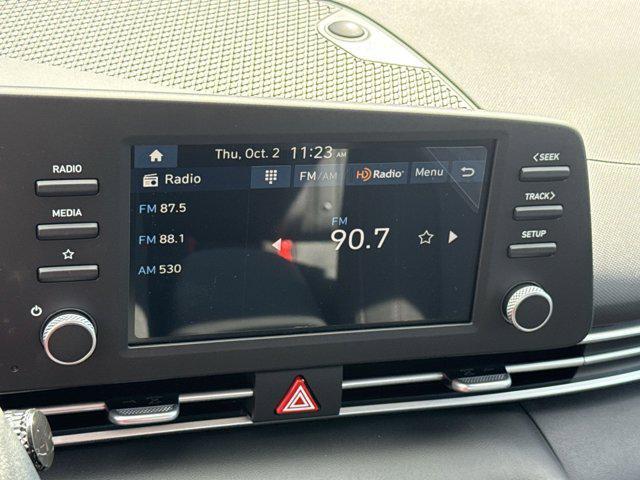 Thu, Oct. 2 11:23 AM
Radio FM/AM HD Radio Menu
RADIO
MEDIA
FM 87.5
FM 88.1
AM 530
FM
90.7
<SEEK
TRACK>
SETUP